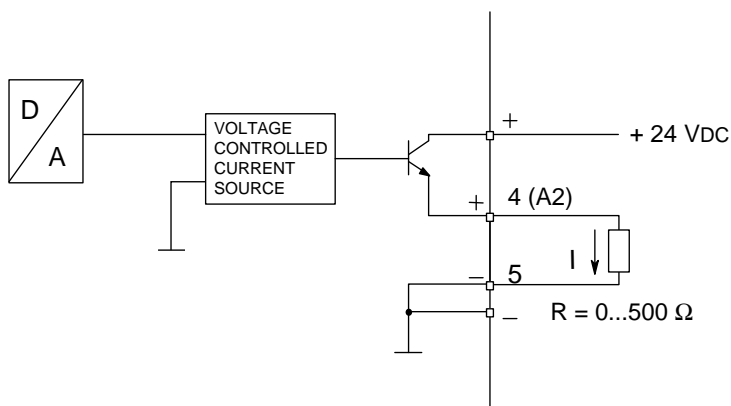 D
A
VOLTAGE
CONTROLLED
CURRENT
SOURCE
+
+ 24 VDC
+
4 (A2)
I
–
5
–
R = 0...500 Ω